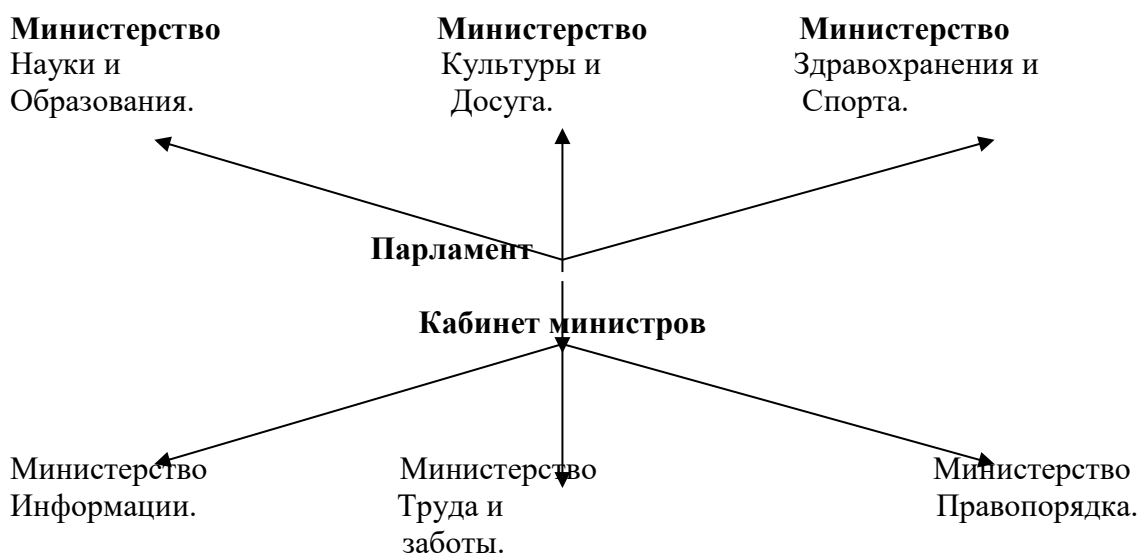 Министерство Министерство Министерство
Науки и Культуры и Здравохранения и
Образования. Досуга. Спорта.
Парламент
Кабинет министров
Министерство Министерство Министерство
Информации. Труда и Правопорядка.
заботы.